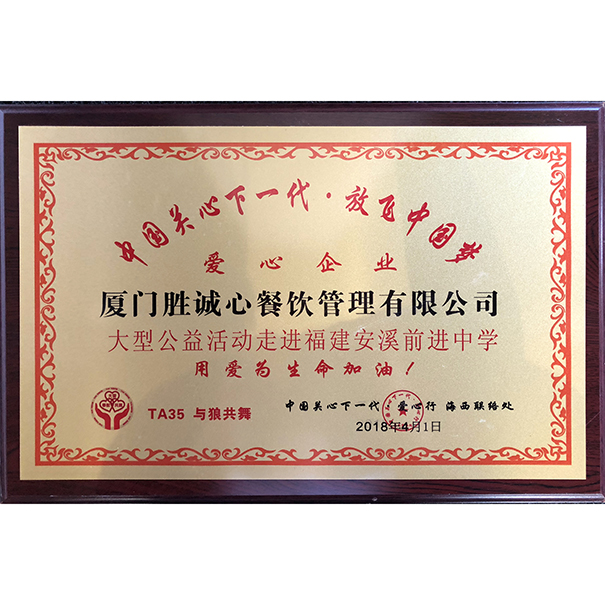 中国关心下一代·放飞中国梦
爱心企业
厦门胜诚心餐饮管理有限公司
大型公益活动走进福建安溪前进中学
用爱为生命加油！
TA35 与狼共舞
中国关心下一代 爱心行 海西联络处
2018年4月1日